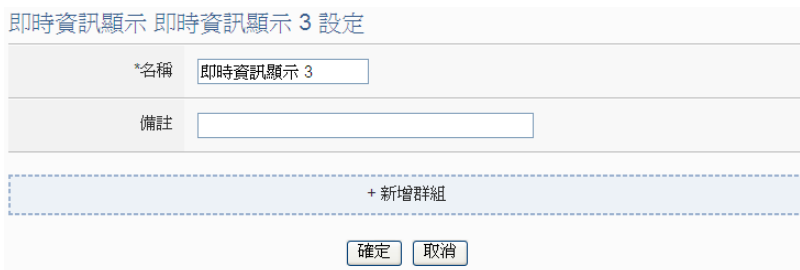 即時資訊顯示 即時資訊顯示 3 設定
*名稱 即時資訊顯示 3
備註
+ 新增群組
確定 取消